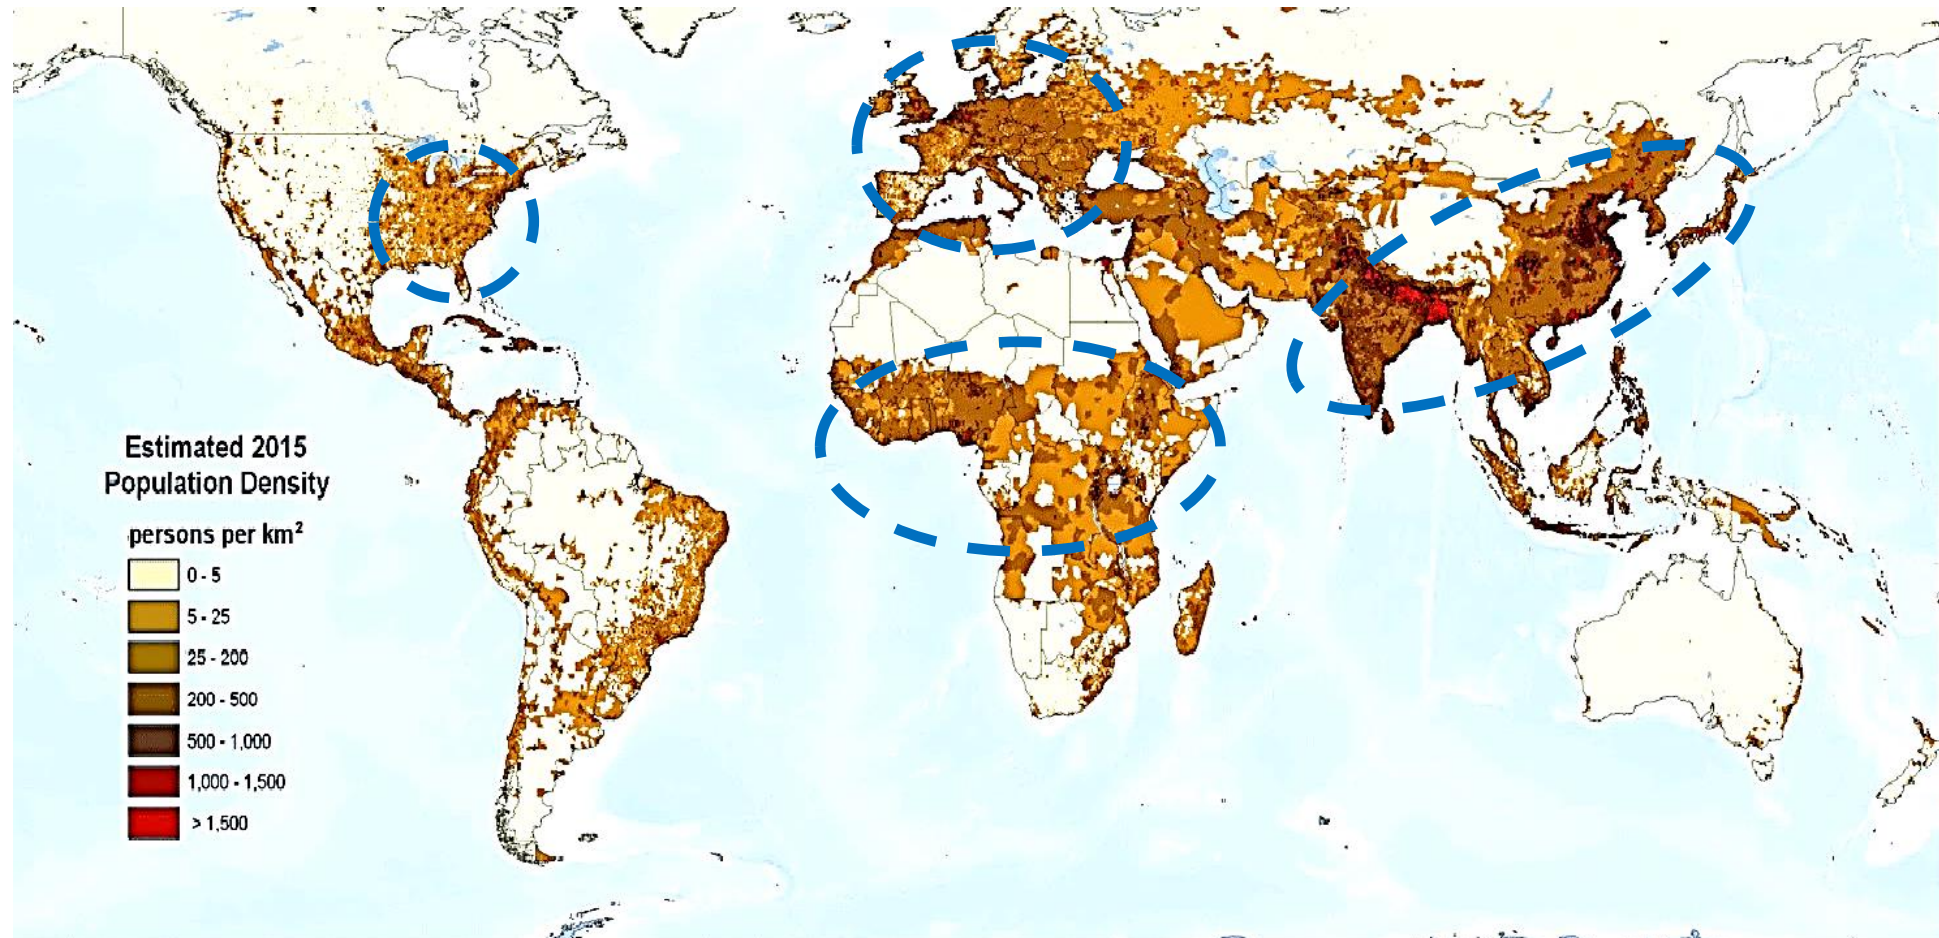 Estimated 2015
Population Density
persons per km²
0 - 5
5 - 25
25 - 200
200 - 500
500 - 1,000
1,000 - 1,500
> 1,500